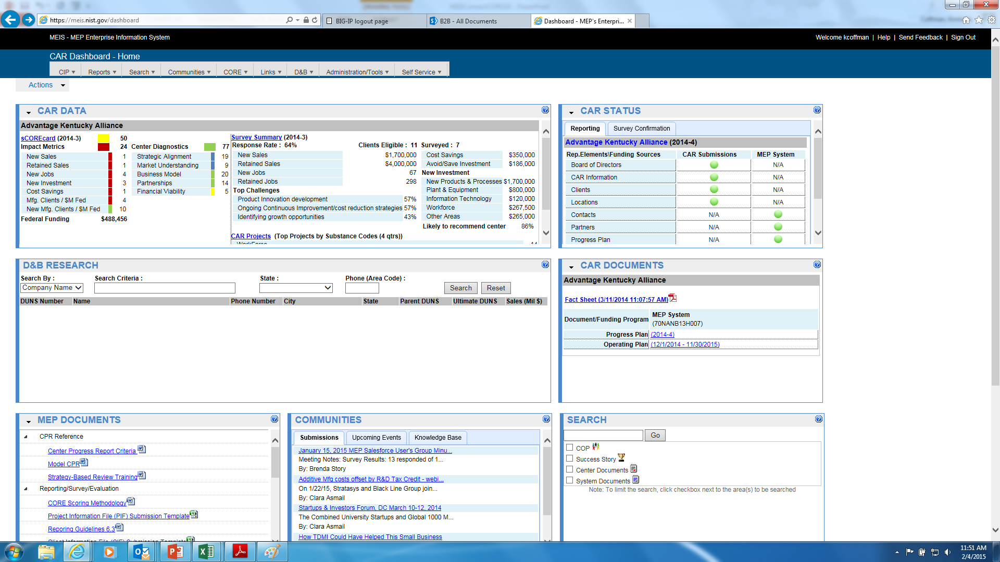 https://meis.nist.gov/dashboard
BIG-IP logout page
B2B - All Documents
Dashboard - MEP's Enterpri...
MEIS - MEP Enterprise Information System
Welcome kcoffman | Help | Send Feedback | Sign Out
CAR Dashboard - Home
CIP Reports Search Communities CORE Links D&B Administration/Tools Self Service
Actions
CAR DATA
Advantage Kentucky Alliance
sCOREcard (2014-3) 50
Impact Metrics 24
New Sales 1
Retained Sales 1
New Jobs 4
New Investment 3
Cost Savings 1
Mfg. Clients / $M Fed 4
New Mfg. Clients / $M Fed 10
Federal Funding $488,456
Center Diagnostics 77
Strategic Alignment 19
Market Understanding 9
Business Model 20
Partnerships 14
Financial Viability 5
Survey Summary (2014-3)
Response Rate : 64% Clients Eligible : 11 Surveyed : 7
New Sales $1,700,000
Retained Sales $4,000,000
New Jobs 67
Retained Jobs 298
Top Challenges
Product Innovation development 57%
Ongoing Continuous Improvement/cost reduction strategies 57%
Identifying growth opportunities 43%
Cost Savings $350,000
Avoid/Save Investment $186,000
New Investment
New Products & Processes $1,700,000
Plant & Equipment $800,000
Information Technology $120,000
Workforce $267,500
Other Areas $265,000
Likely to recommend center 86%
CAR Projects (Top Projects by Substance Codes (4 qtrs))
WorkForce 14
CAR STATUS
Reporting Survey Confirmation
Advantage Kentucky Alliance (2014-4)
Rep.Elements\Funding Sources CAR Submissions MEP System
Board of Directors N/A
CAR Information N/A
Clients N/A
Locations N/A
Contacts N/A
Partners N/A
Progress Plan N/A
D&B RESEARCH
Search By : Search Criteria : State : Phone (Area Code) :
Company Name Search Reset
DUNS Number Name Phone Number City State Parent DUNS Ultimate DUNS Sales (Mil $)
CAR DOCUMENTS
Advantage Kentucky Alliance
Fact Sheet (3/11/2014 11:07:57 AM)
Document/Funding Program MEP System
(70NANB13H007)
Progress Plan (2014-4)
Operating Plan (12/1/2014 - 11/30/2015)
MEP DOCUMENTS
CPR Reference
Center Progress Report Criteria
Model CPR
Strategy-Based Review Training
Reporting/Survey/Evaluation
CORE Scoring Methodology
Project Information File (PIF) Submission Template
Reporing Guidelines 6.3
Client Information File (CIF) Submission Template
COMMUNITIES
Submissions Upcoming Events Knowledge Base
January 15, 2015 MEP Salesforce User's Group Minu...
Meeting Notes: Survey Results: 13 responded of 1...
By: Brenda Story
Additive Mfg costs offset by R&D Tax Credit - webi...
On 1/22/15, Stratasys and Black Line Group join...
By: Clara Asmail
Startups & Investors Forum, DC March 10-12, 2014
The Combined University Startups and Global 1000 M...
By: Clara Asmail
How TDMI Could Have Helped This Small Business
SEARCH
Go
COP
Success Story
Center Documents
System Documents
Note: To limit the search, click checkbox next to the area(s) to be searched
11:51 AM
2/4/2015